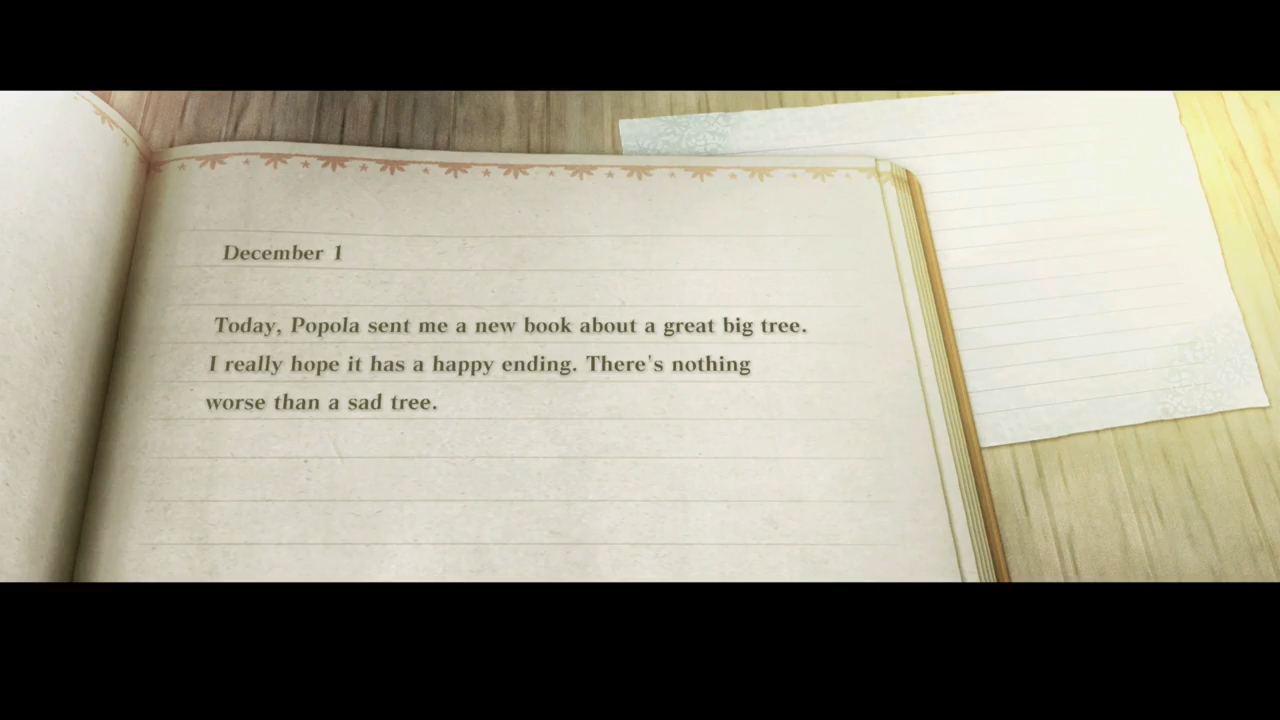 December 1
Today, Popola sent me a new book about a great big tree.
I really hope it has a happy ending. There's nothing
worse than a sad tree.